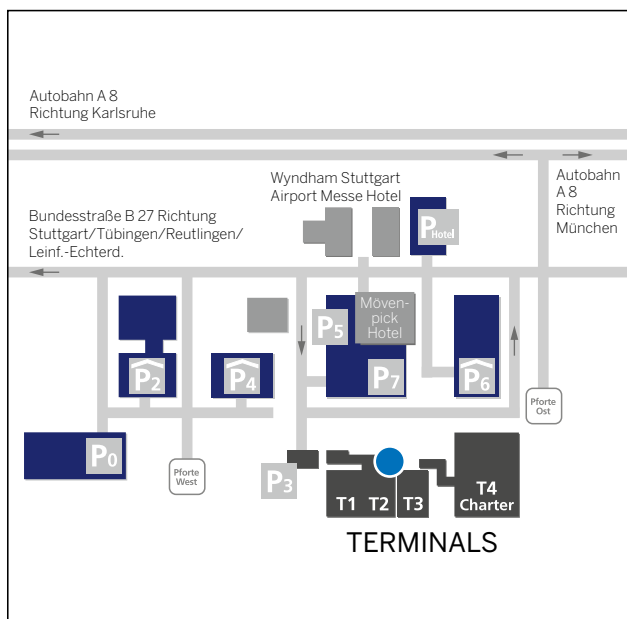 Autobahn A 8
Richtung Karlsruhe
Wyndham Stuttgart
Airport Messe Hotel
Autobahn
A 8
Richtung
München
Bundesstraße B 27 Richtung
Stuttgart/Tübingen/Reutlingen/
Leinf.-Echterd.
P Hotel
Möven-
pick
Hotel
P5
P2
P4
P7
P6
Pforte
Ost
P0
Pforte
West
P3
T1 T2 T3
T4
Charter
TERMINALS